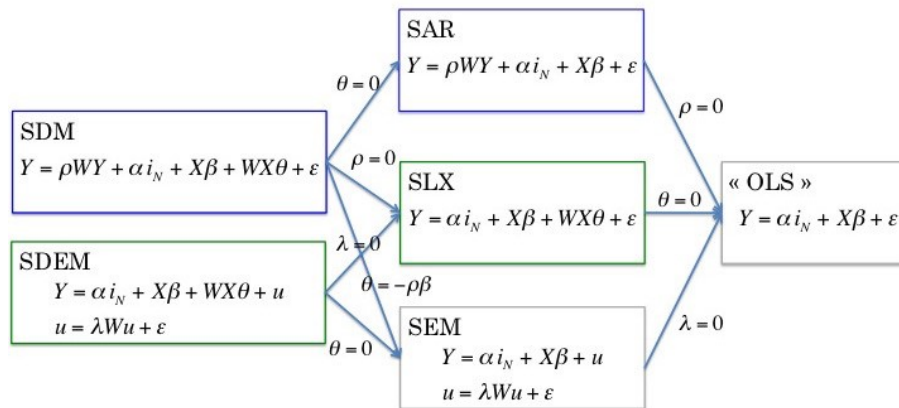 SAR
Y = ρWY + αi_N + Xβ + ε
θ = 0
ρ = 0
SDM
Y = ρWY + αi_N + Xβ + WXθ + ε
ρ = 0
SLX
Y = αi_N + Xβ + WXθ + ε
θ = 0
« OLS »
Y = αi_N + Xβ + ε
SDEM
Y = αi_N + Xβ + WXθ + u
u = λWu + ε
λ = 0
θ = −ρβ
θ = 0
SEM
Y = αi_N + Xβ + u
u = λWu + ε
λ = 0